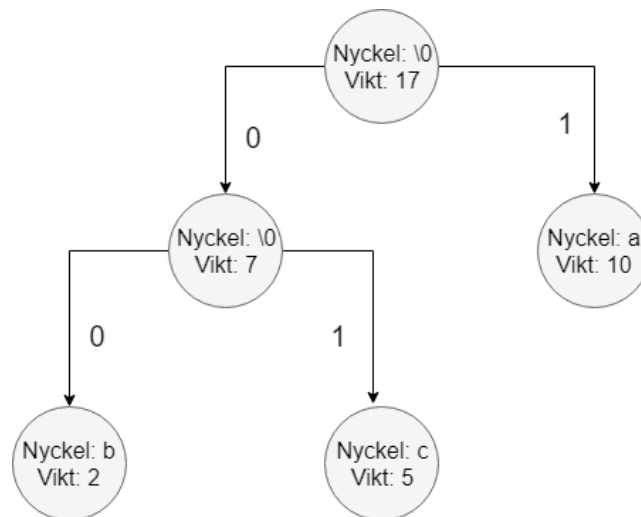 Nyckel: \0
Vikt: 17
0
1
Nyckel: \0
Vikt: 7
Nyckel: a
Vikt: 10
0
1
Nyckel: b
Vikt: 2
Nyckel: c
Vikt: 5